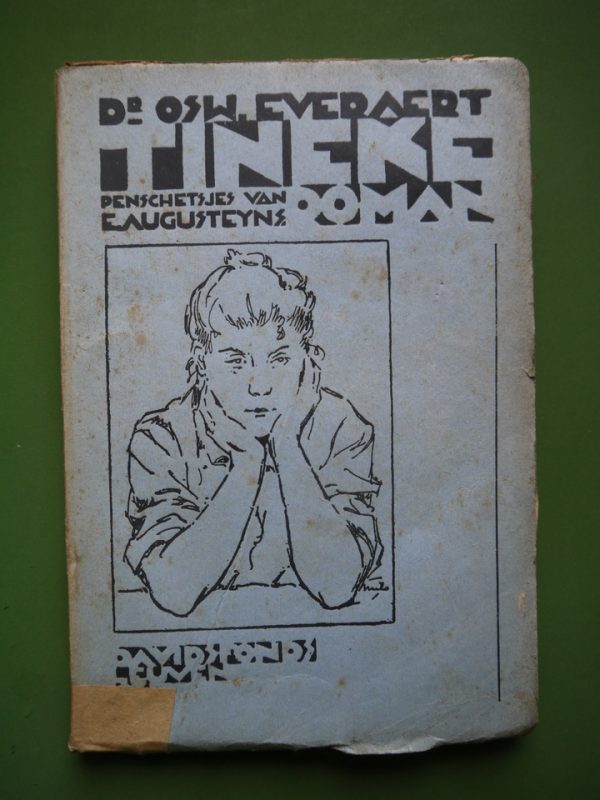 DR OSW. EVERAERT
TINEKE
PENSCHETSJES VAN
E. AUGUSTEYNS.
ROMAN
DAVIDSFONDS
LEUVEN